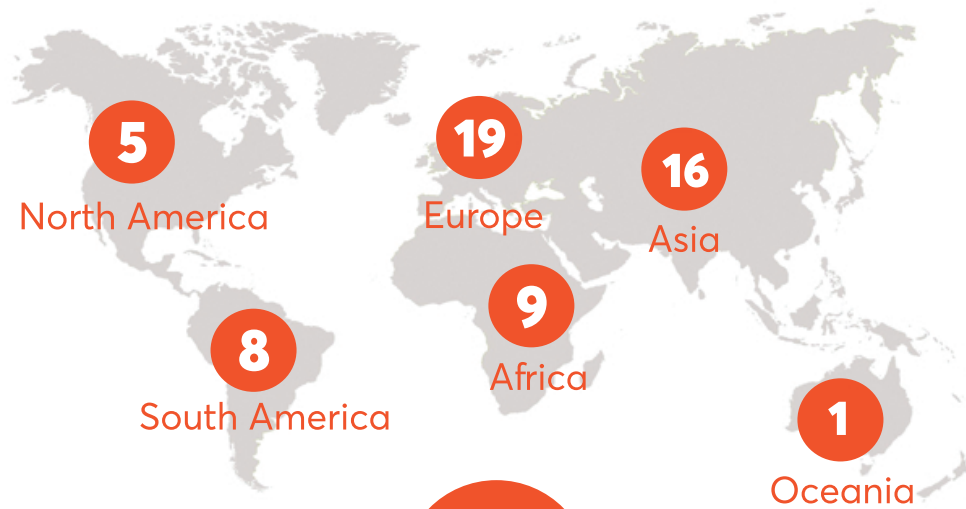 5
North America
19
Europe
16
Asia
8
South America
9
Africa
1
Oceania